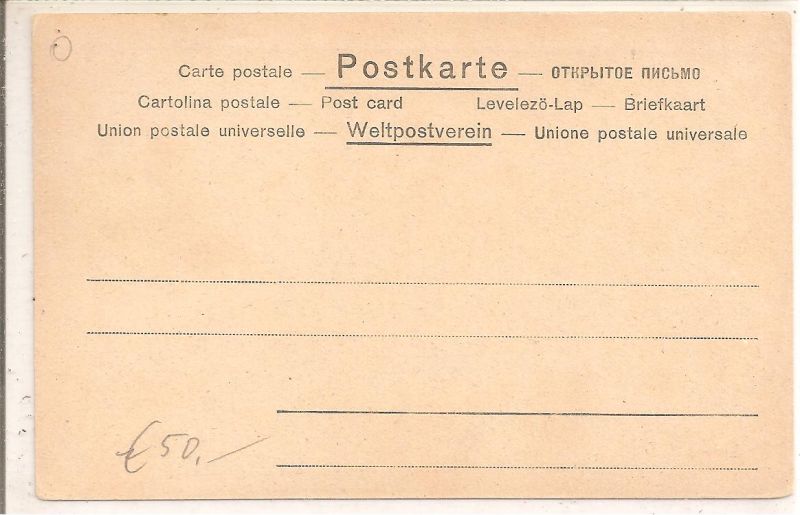 Carte postale — Postkarte — ОТКРЫТОЕ ПИСЬМО
Cartolina postale — Post card Levelező-Lap — Briefkaart
Union postale universelle — Weltpostverein — Unione postale universale
€50,—